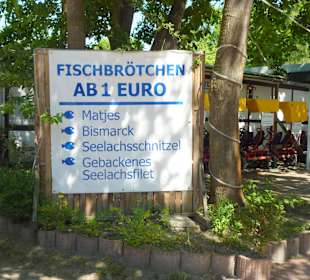 FISCHBRÖTCHEN
AB 1 EURO
Matjes
Bismarck
Seelachsschnitzel
Gebackenes
Seelachsfilet